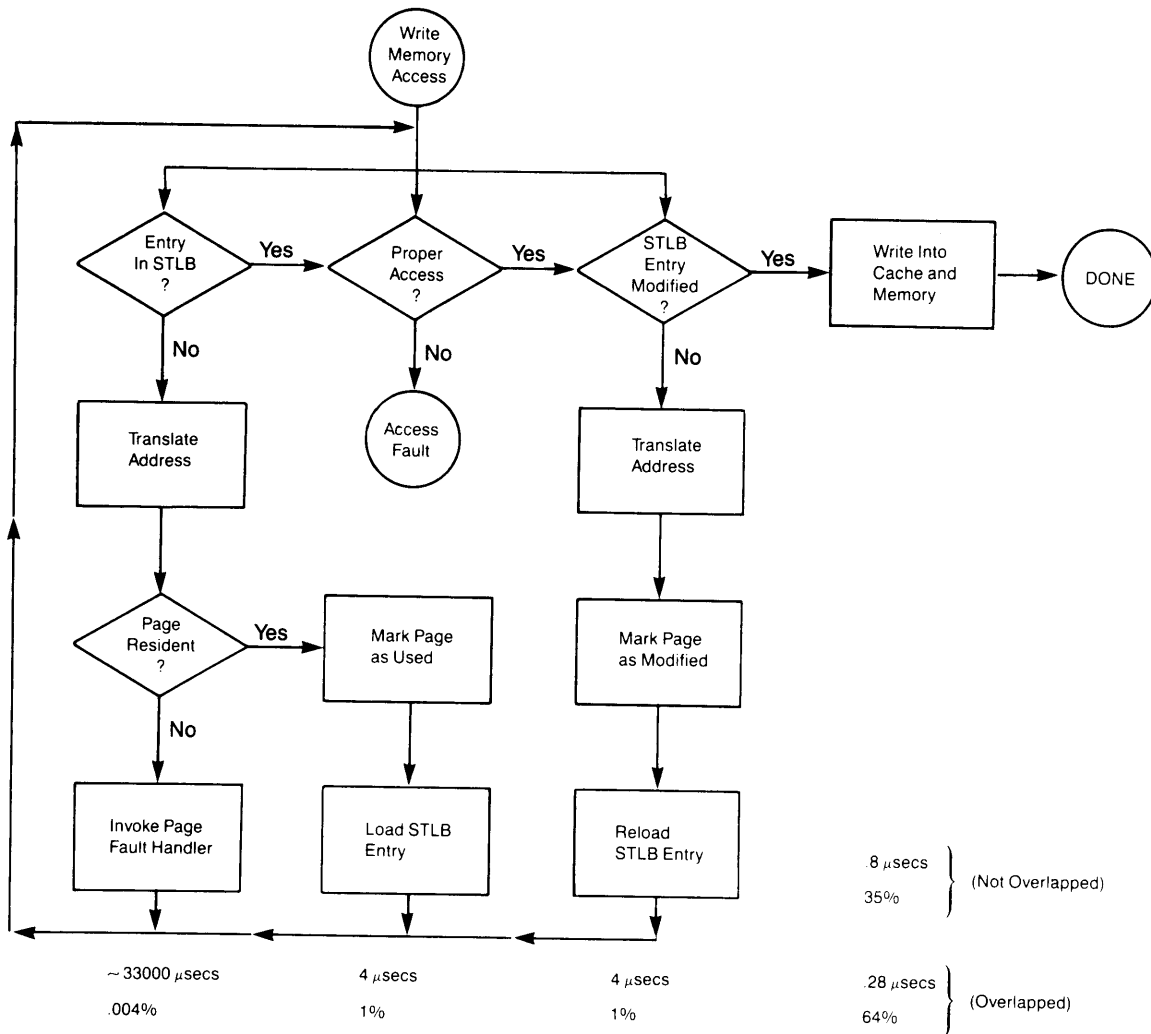 Write
Memory
Access
Entry
In STLB
?
Yes
Proper
Access
?
Yes
STLB
Entry
Modified
?
Yes
Write Into
Cache and
Memory
DONE
No
No
No
Translate
Address
Access
Fault
Translate
Address
Page
Resident
?
Yes
Mark Page
as Used
Mark Page
as Modified
No
Invoke Page
Fault Handler
Load STLB
Entry
Reload
STLB Entry
.8 μsecs
35%
(Not Overlapped)
~33000 μsecs
.004%
4 μsecs
1%
4 μsecs
1%
.28 μsecs
64%
(Overlapped)